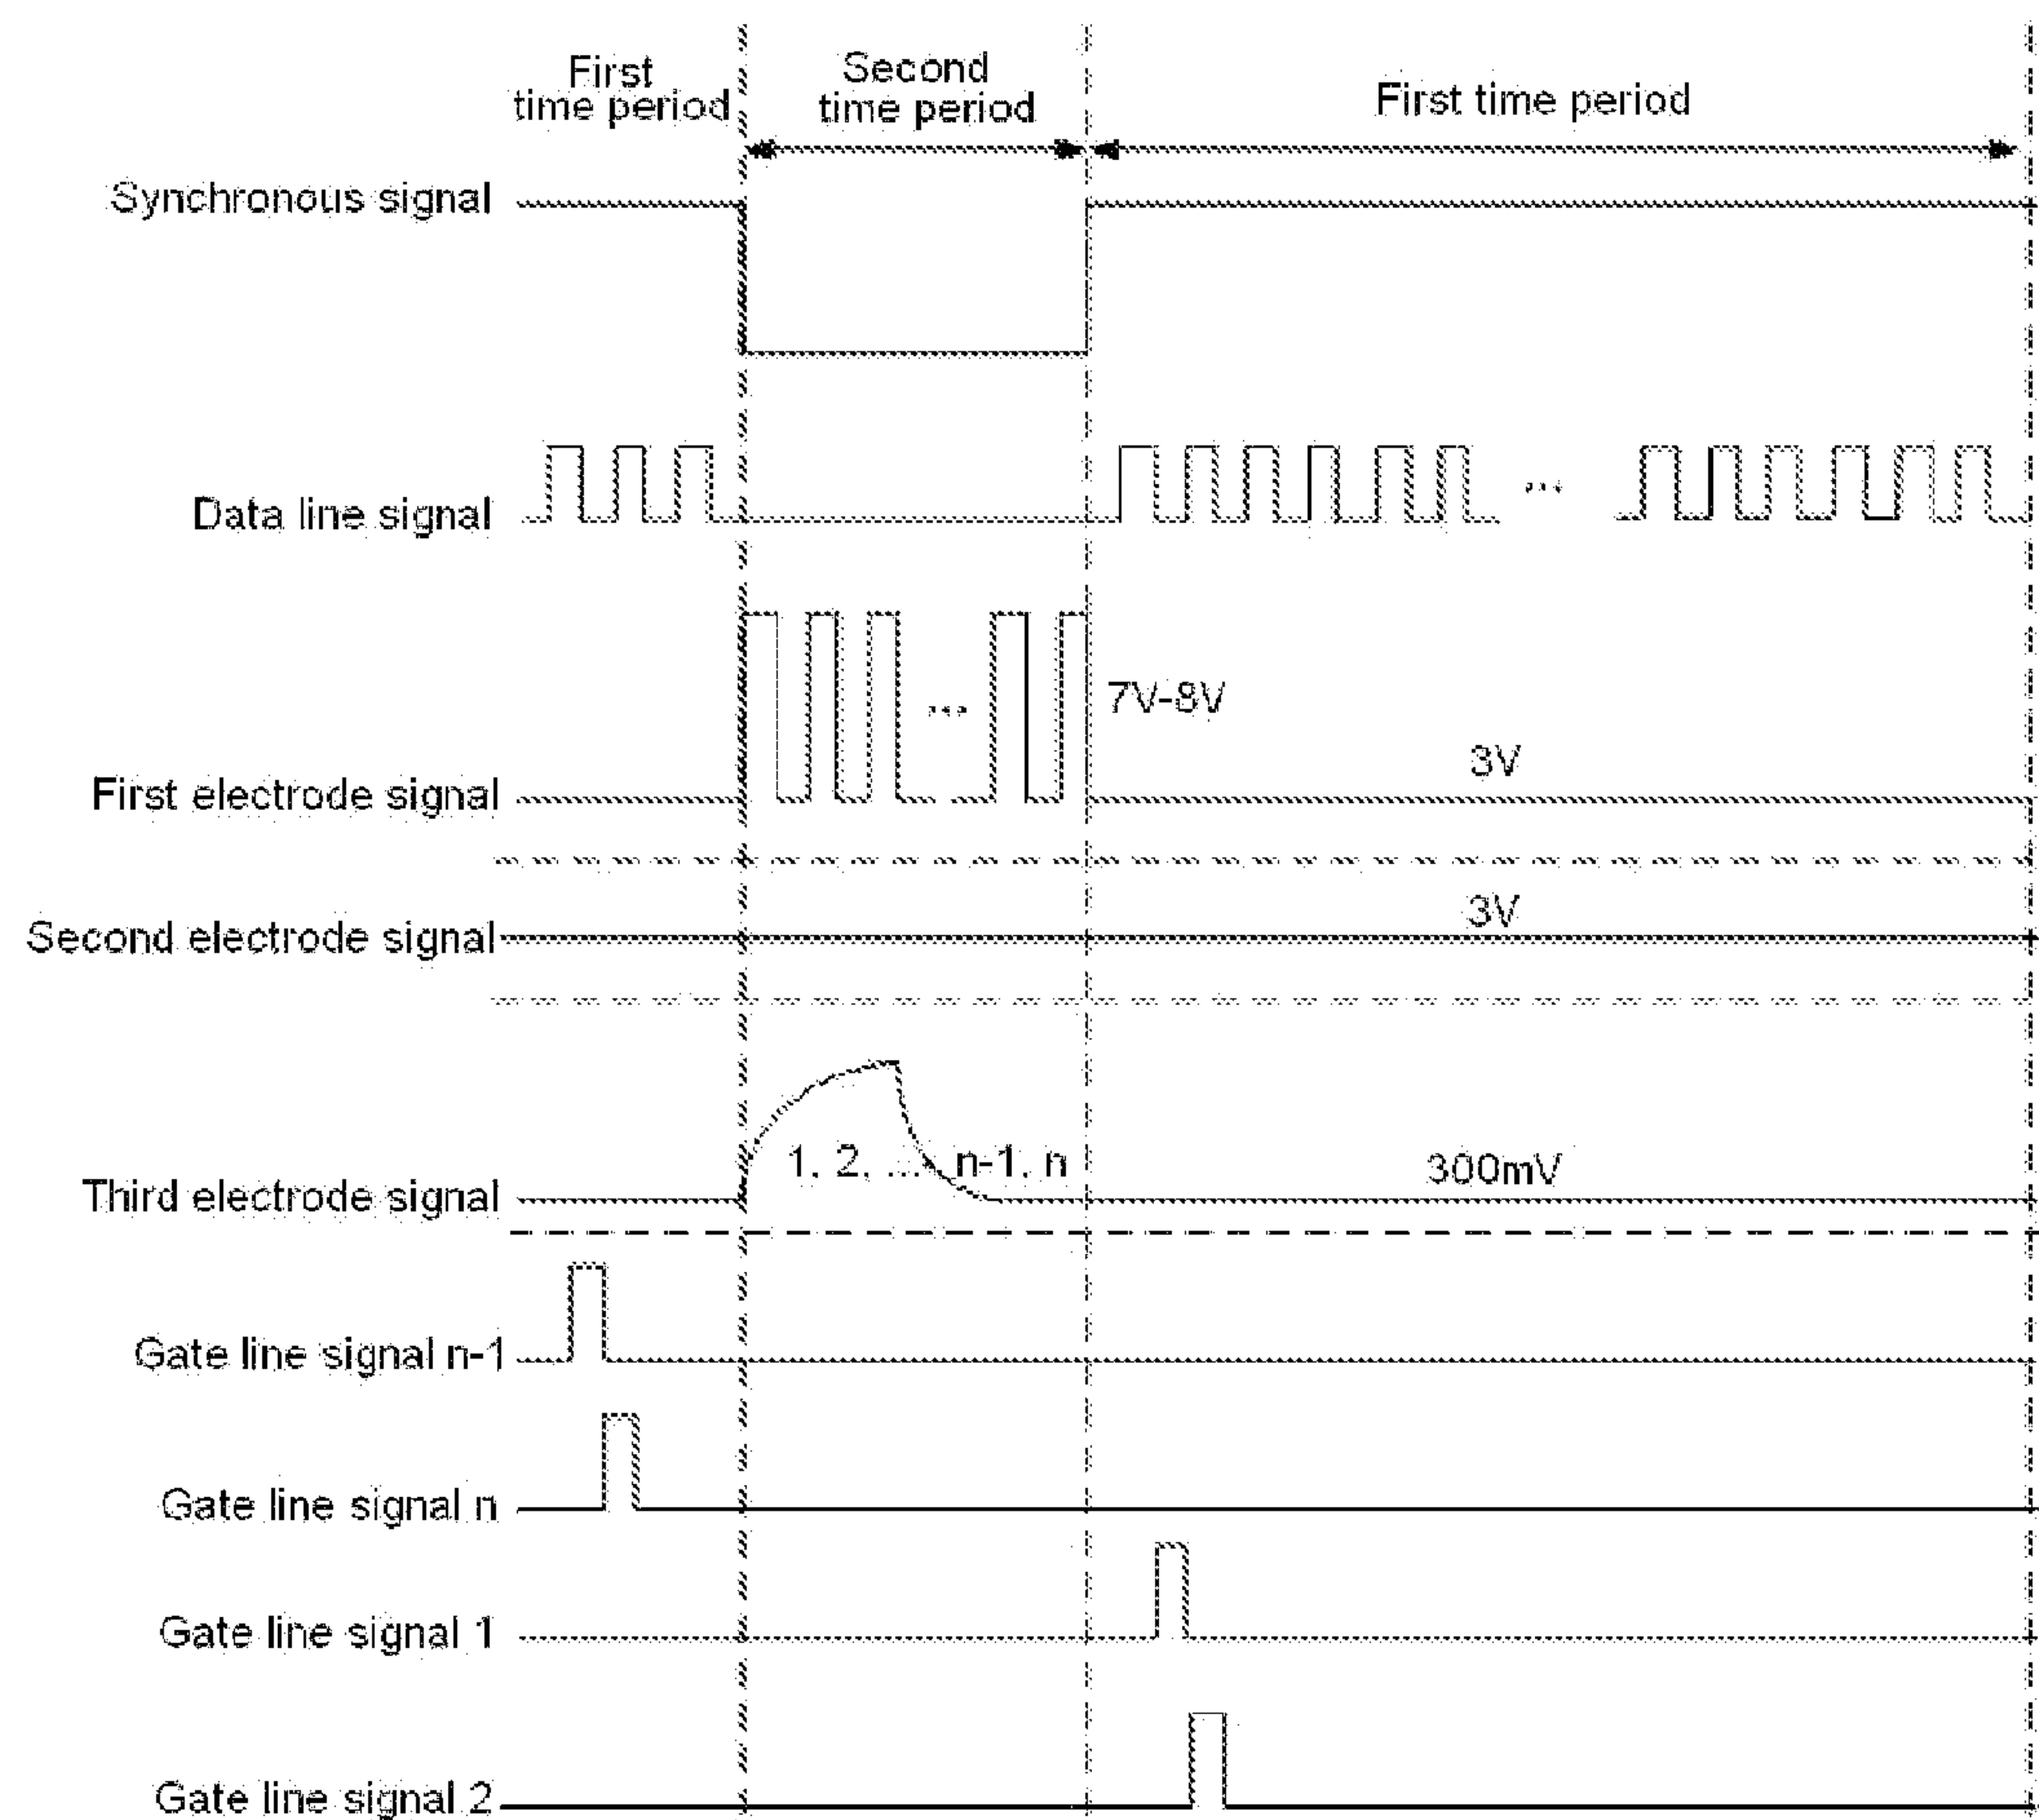 First
time period
Second
time period
First time period
Synchronous signal
Data line signal
...
...
7V-8V
3V
First electrode signal
3V
Second electrode signal
1, 2, ..., n-1, n
300mV
Third electrode signal
Gate line signal n-1
Gate line signal n
Gate line signal 1
Gate line signal 2